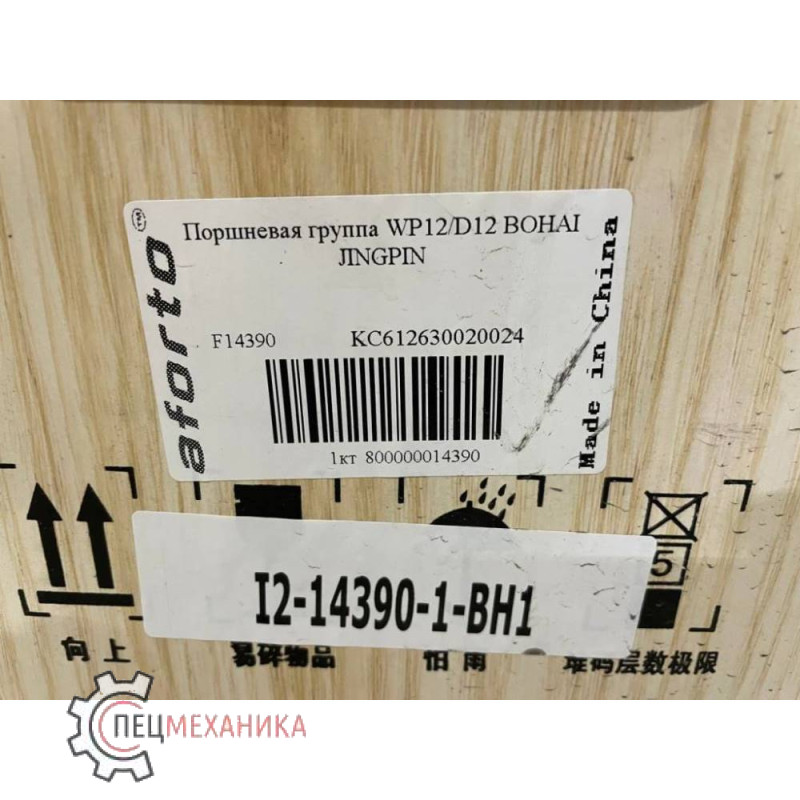 aforto
TM
Поршневая группа WP12/D12 BOHAI
JINGPIN
F14390
KC612630020024
1кт 800000014390
Made in China
5
I2-14390-1-BH1
向上
易碎物品
怕雨
堆码层数极限
СПЕЦМЕХАНИКА